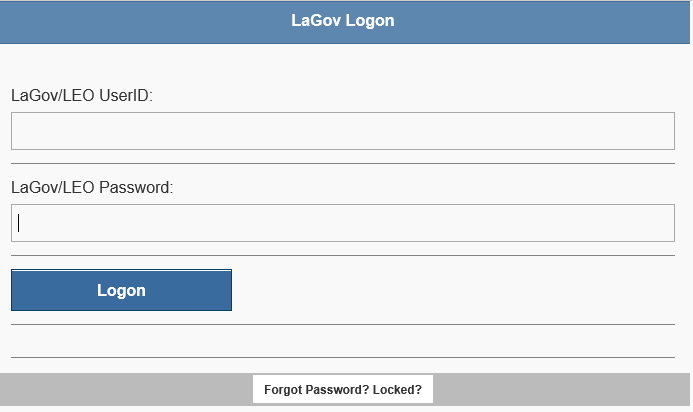 LaGov Logon
LaGov/LEO UserID:
LaGov/LEO Password:
Logon
Forgot Password? Locked?